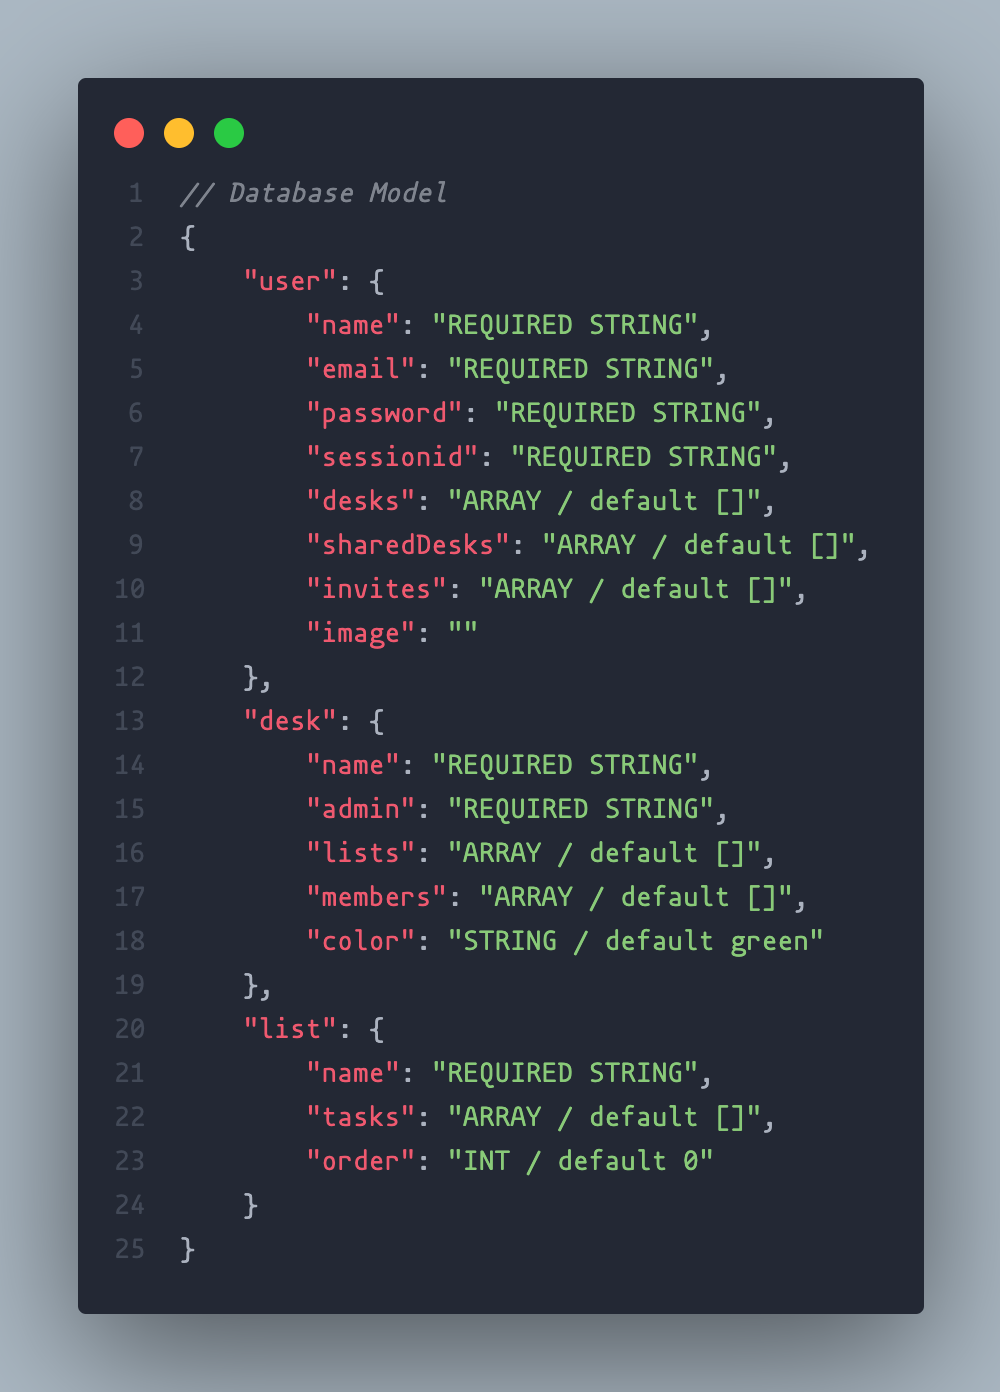 1 // Database Model
2 {
3     "user": {
4         "name": "REQUIRED STRING",
5         "email": "REQUIRED STRING",
6         "password": "REQUIRED STRING",
7         "sessionid": "REQUIRED STRING",
8         "desks": "ARRAY / default []",
9         "sharedDesks": "ARRAY / default []",
10         "invites": "ARRAY / default []",
11         "image": ""
12     },
13     "desk": {
14         "name": "REQUIRED STRING",
15         "admin": "REQUIRED STRING",
16         "lists": "ARRAY / default []",
17         "members": "ARRAY / default []",
18         "color": "STRING / default green"
19     },
20     "list": {
21         "name": "REQUIRED STRING",
22         "tasks": "ARRAY / default []",
23         "order": "INT / default 0"
24     }
25 }